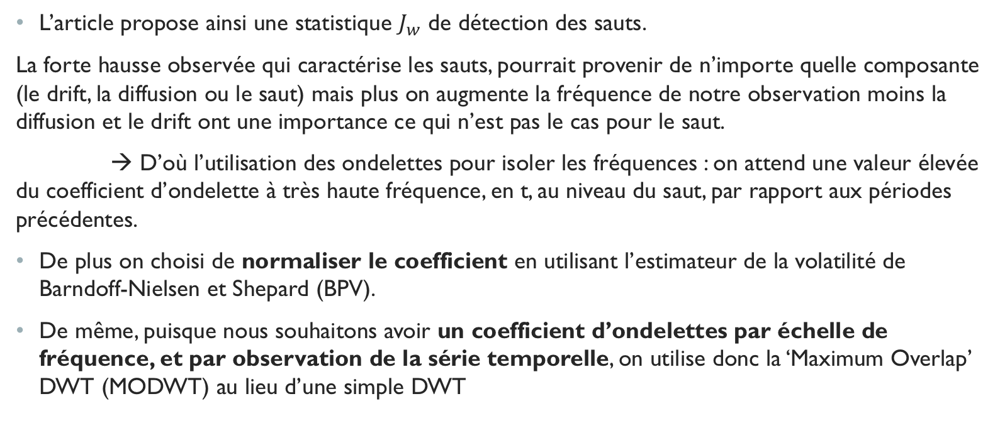 • L’article propose ainsi une statistique J_w de détection des sauts.
La forte hausse observée qui caractérise les sauts, pourrait provenir de n’importe quelle composante
(le drift, la diffusion ou le saut) mais plus on augmente la fréquence de notre observation moins la
diffusion et le drift ont une importance ce qui n’est pas le cas pour le saut.
→ D’où l’utilisation des ondelettes pour isoler les fréquences : on attend une valeur élevée
du coefficient d’ondelette à très haute fréquence, en t, au niveau du saut, par rapport aux périodes
précédentes.
• De plus on choisi de normaliser le coefficient en utilisant l’estimateur de la volatilité de
Barndoff-Nielsen et Shepard (BPV).
• De même, puisque nous souhaitons avoir un coefficient d’ondelettes par échelle de
fréquence, et par observation de la série temporelle, on utilise donc la ‘Maximum Overlap’
DWT (MODWT) au lieu d’une simple DWT